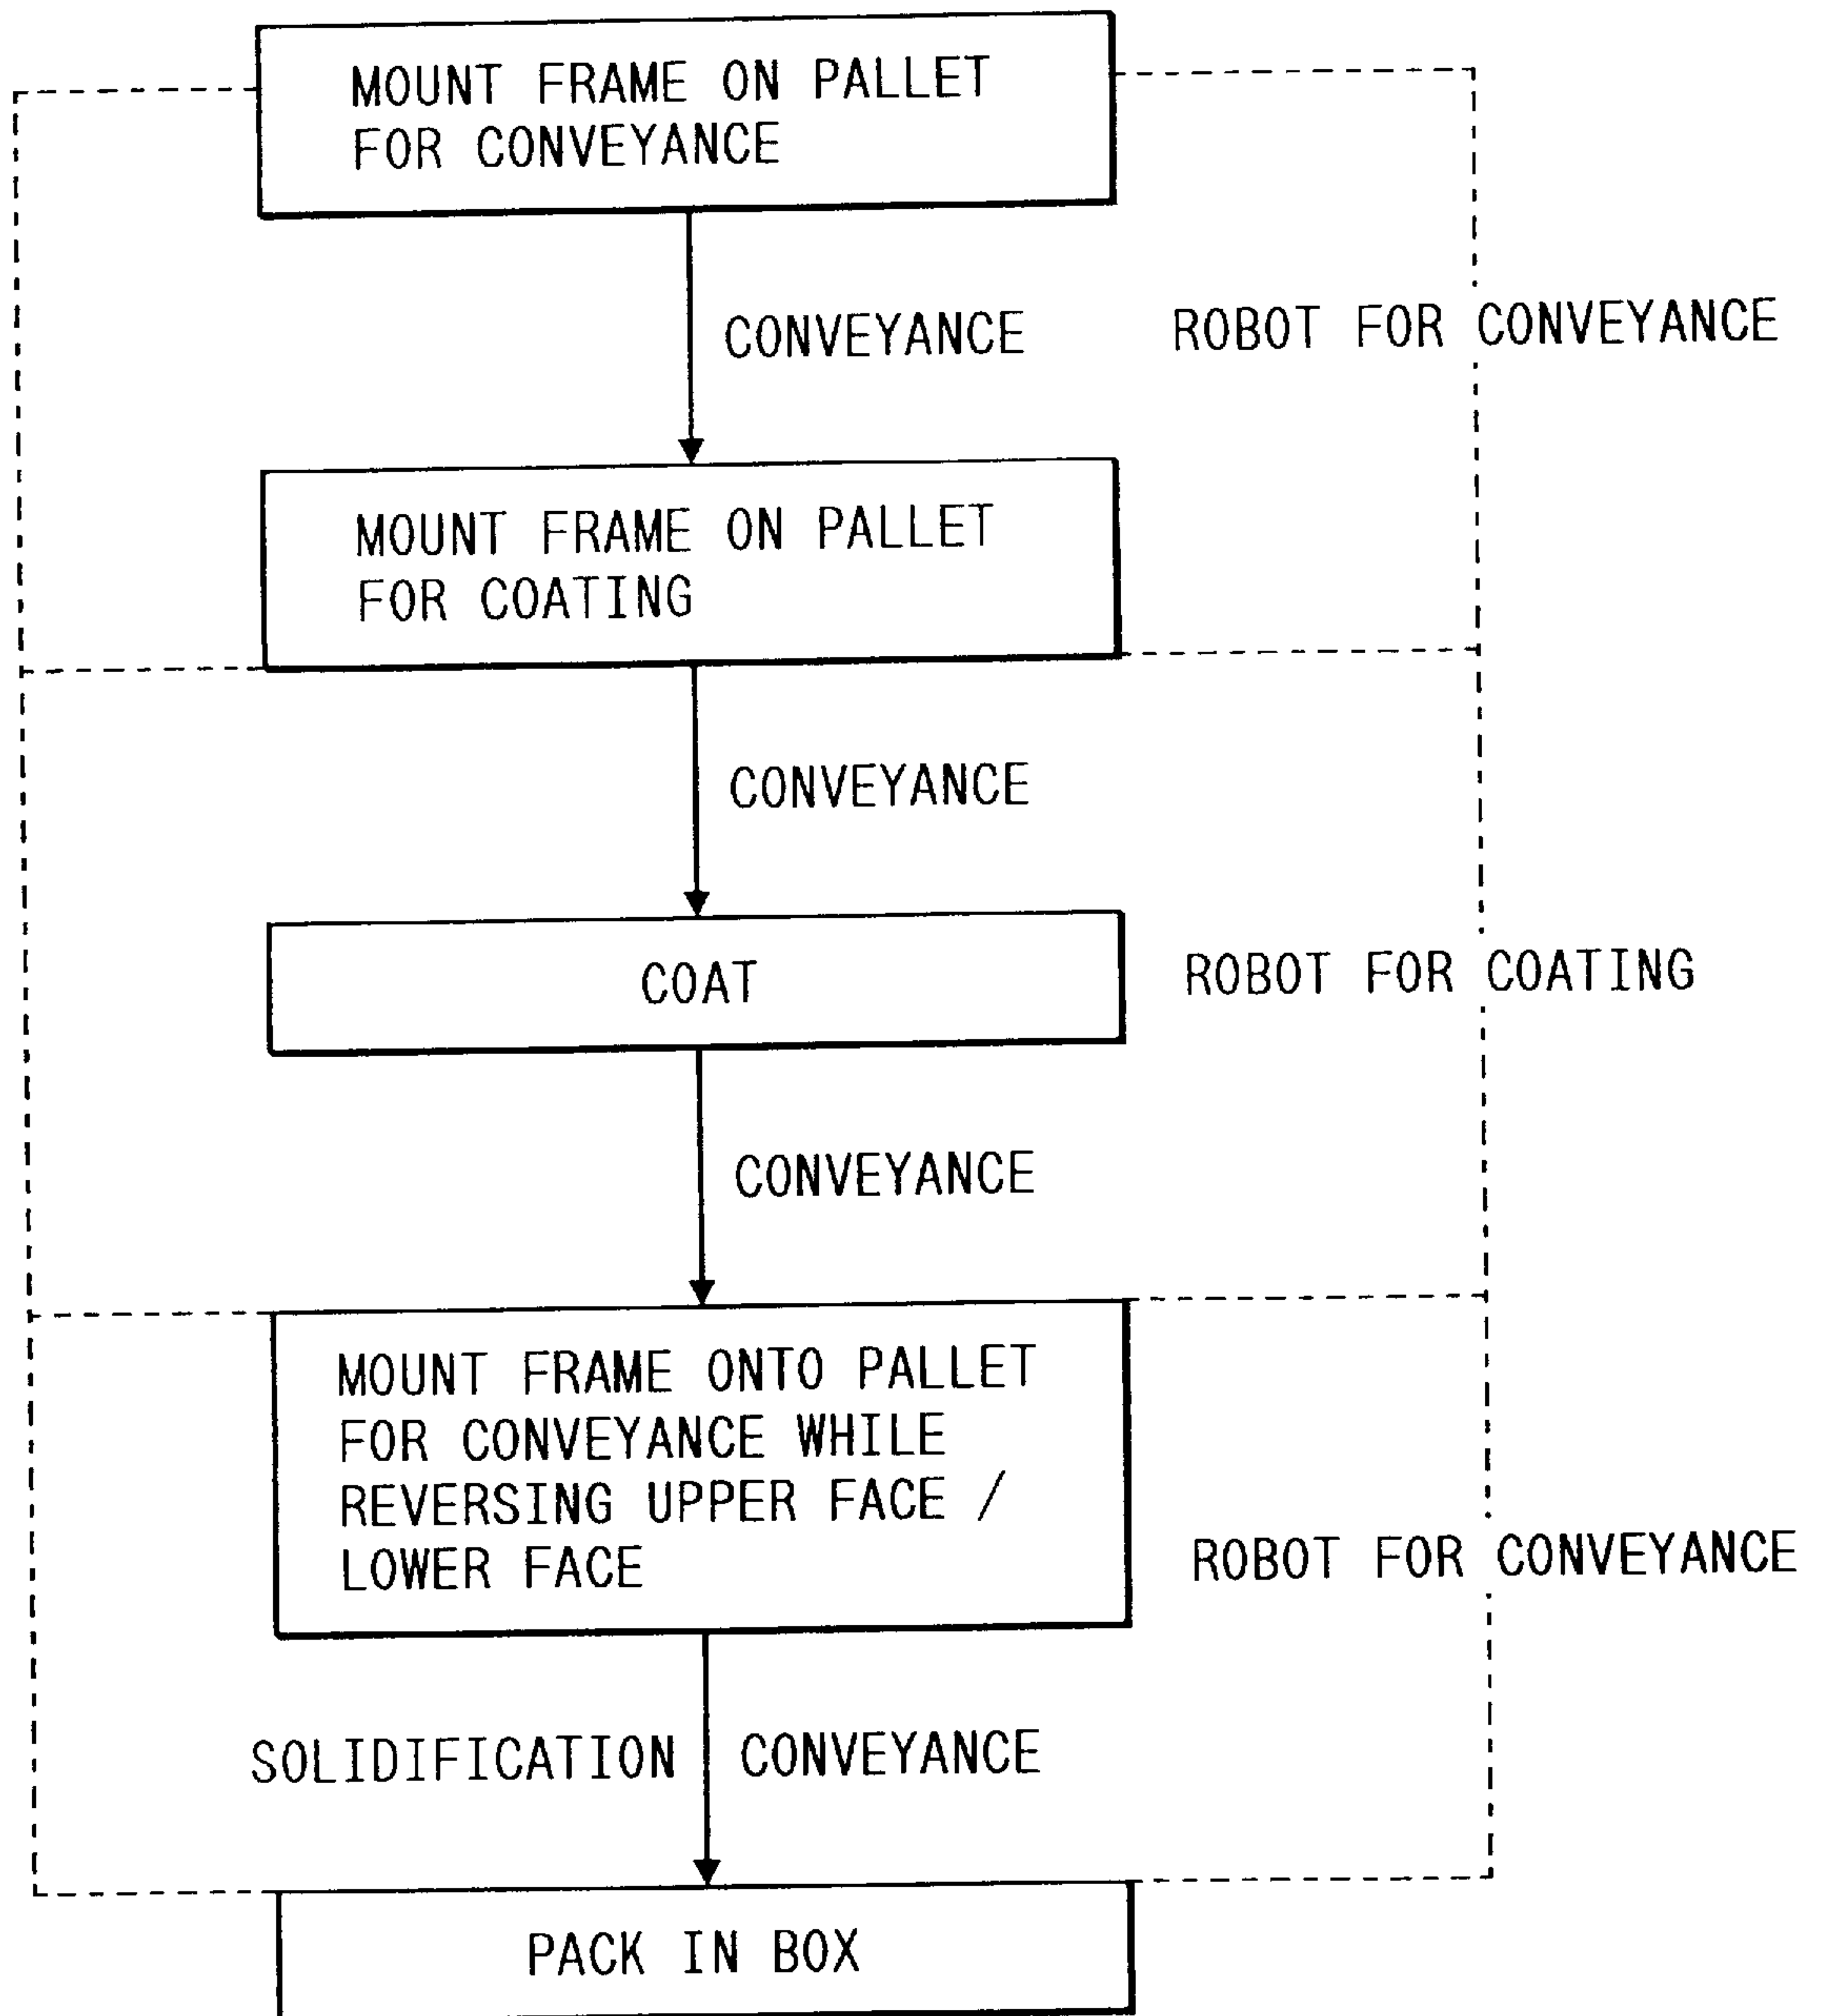 MOUNT FRAME ON PALLET
FOR CONVEYANCE
CONVEYANCE
ROBOT FOR CONVEYANCE
MOUNT FRAME ON PALLET
FOR COATING
CONVEYANCE
COAT
ROBOT FOR COATING
CONVEYANCE
MOUNT FRAME ONTO PALLET
FOR CONVEYANCE WHILE
REVERSING UPPER FACE /
LOWER FACE
ROBOT FOR CONVEYANCE
SOLIDIFICATION
CONVEYANCE
PACK IN BOX